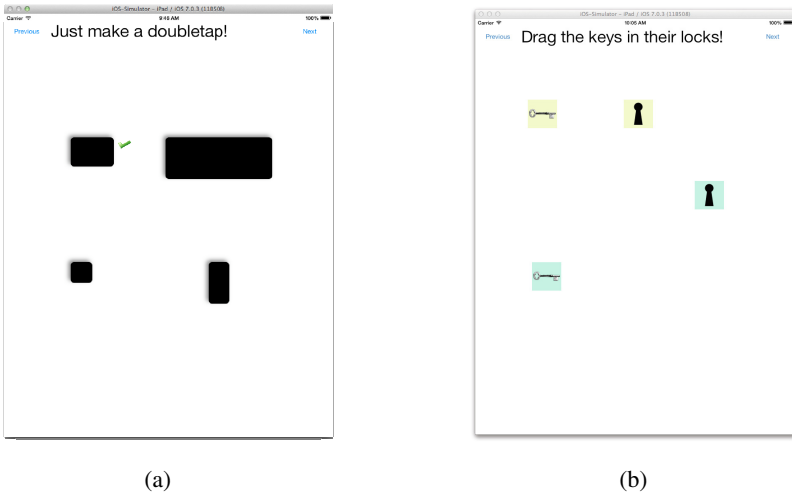 iOS-Simulator - iPad / iOS 7.0.3 (11B508)
Carrier 9:46 AM 100%
Previous Just make a doubletap! Next
(a)
iOS-Simulator - iPad / iOS 7.0.3 (11B508)
Carrier 10:05 AM 100%
Previous Drag the keys in their locks! Next
(b)